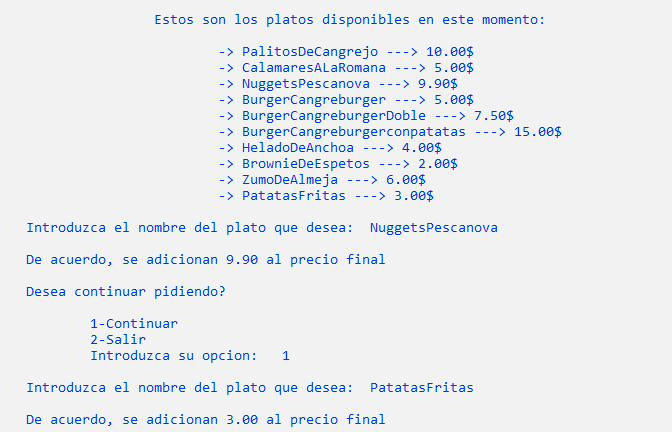 Estos son los platos disponibles en este momento:
-> PalitosDeCangrejo ---> 10.00$
-> CalamaresALaRomana ---> 5.00$
-> NuggetsPescanova ---> 9.90$
-> BurgerCangreburger ---> 5.00$
-> BurgerCangreburgerDoble ---> 7.50$
-> BurgerCangreburgerconpatatas ---> 15.00$
-> HeladoDeAnchoa ---> 4.00$
-> BrownieDeEspetos ---> 2.00$
-> ZumoDeAlmeja ---> 6.00$
-> PatatasFritas ---> 3.00$
Introduzca el nombre del plato que desea:  NuggetsPescanova
De acuerdo, se adicionan 9.90 al precio final
Desea continuar pidiendo?
1-Continuar
2-Salir
Introduzca su opcion:   1
Introduzca el nombre del plato que desea:  PatatasFritas
De acuerdo, se adicionan 3.00 al precio final